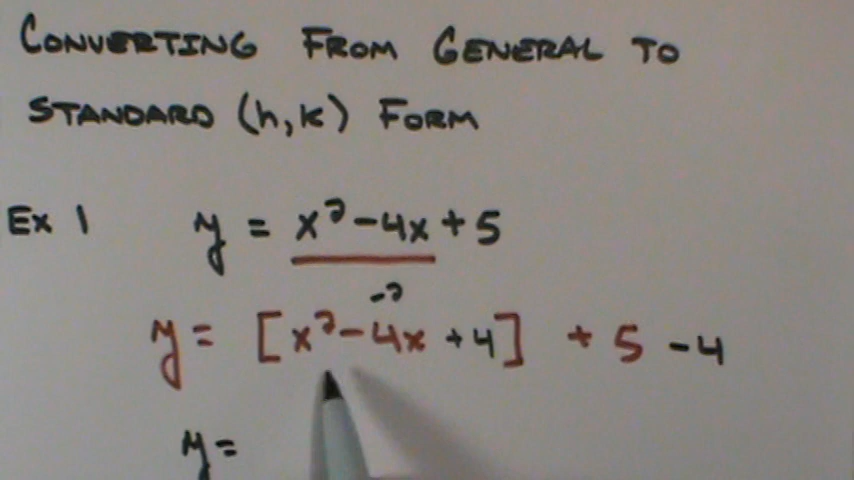 CONVERTING FROM GENERAL TO
STANDARD (h,k) FORM
Ex 1 y = x² - 4x + 5
-2
y = [x² - 4x + 4] + 5 - 4
y =